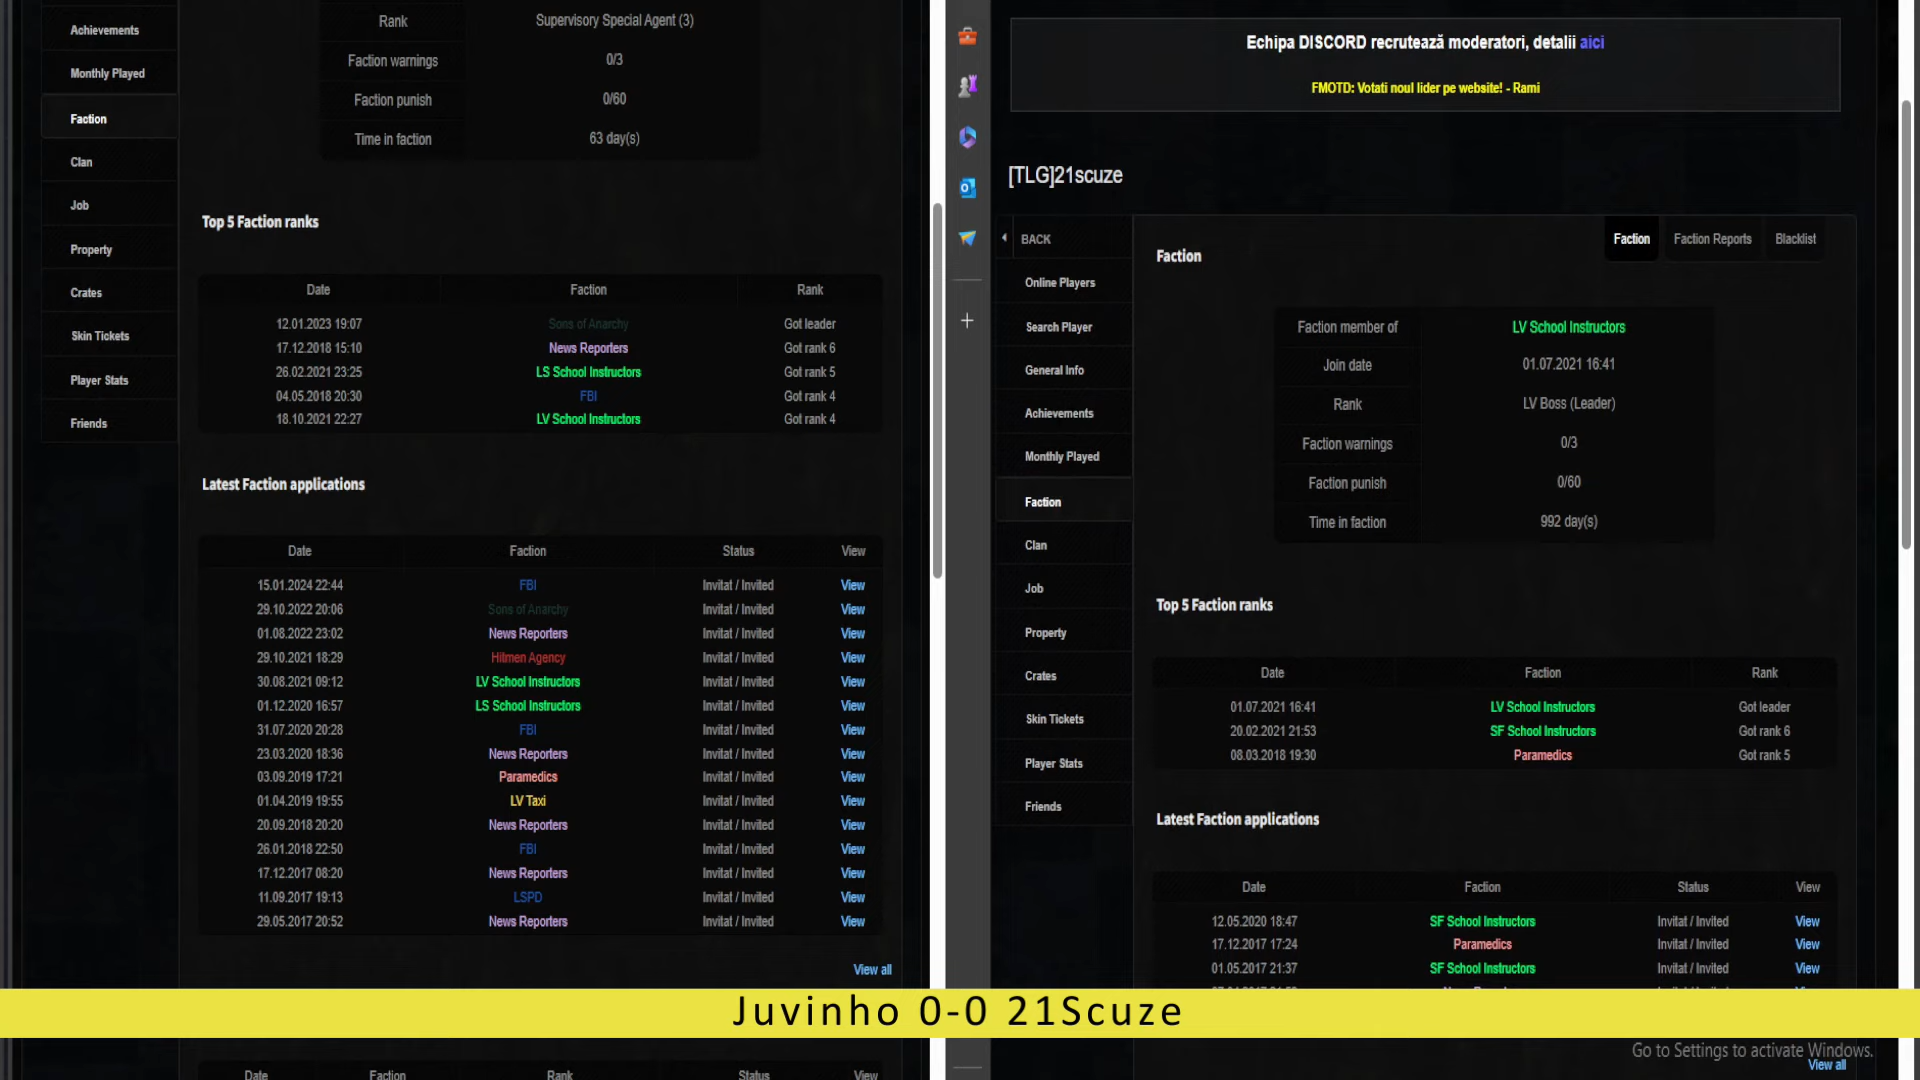 Achievements
Monthly Played
Faction
Clan
Job
Property
Crates
Skin Tickets
Player Stats
Friends
Rank Supervisory Special Agent (3)
Faction warnings 0/3
Faction punish 0/60
Time in faction 63 day(s)
Top 5 Faction ranks
Date Faction Rank
12.01.2023 19:07 Sons of Anarchy Got leader
17.12.2018 15:10 News Reporters Got rank 6
26.02.2021 23:25 LS School Instructors Got rank 5
04.05.2018 20:30 FBI Got rank 4
18.10.2021 22:27 LV School Instructors Got rank 4
Latest Faction applications
Date Faction Status View
15.01.2024 22:44 FBI Invitat / Invited View
29.10.2022 20:06 Sons of Anarchy Invitat / Invited View
01.08.2022 23:02 News Reporters Invitat / Invited View
29.10.2021 18:29 Hitmen Agency Invitat / Invited View
30.08.2021 09:12 LV School Instructors Invitat / Invited View
01.12.2020 16:57 LS School Instructors Invitat / Invited View
31.07.2020 20:28 FBI Invitat / Invited View
23.03.2020 18:36 News Reporters Invitat / Invited View
03.09.2019 17:21 Paramedics Invitat / Invited View
01.04.2019 19:55 LV Taxi Invitat / Invited View
20.09.2018 20:20 News Reporters Invitat / Invited View
26.01.2018 22:50 FBI Invitat / Invited View
17.12.2017 08:20 News Reporters Invitat / Invited View
11.09.2017 19:13 LSPD Invitat / Invited View
29.05.2017 20:52 News Reporters Invitat / Invited View
View all
Date Faction Rank Status View
Echipa DISCORD recrutează moderatori, detalii aici
FMOTD: Votati noul lider pe website! - Rami
[TLG]21scuze
BACK
Online Players
Search Player
General Info
Achievements
Monthly Played
Faction
Clan
Job
Property
Crates
Skin Tickets
Player Stats
Friends
Faction Faction Reports Blacklist
Faction
Faction member of LV School Instructors
Join date 01.07.2021 16:41
Rank LV Boss (Leader)
Faction warnings 0/3
Faction punish 0/60
Time in faction 992 day(s)
Top 5 Faction ranks
Date Faction Rank
01.07.2021 16:41 LV School Instructors Got leader
20.02.2021 21:53 SF School Instructors Got rank 6
08.03.2018 19:30 Paramedics Got rank 5
Latest Faction applications
Date Faction Status View
12.05.2020 18:47 SF School Instructors Invitat / Invited View
17.12.2017 17:24 Paramedics Invitat / Invited View
01.05.2017 21:37 SF School Instructors Invitat / Invited View
Juvinho 0-0 21Scuze
Go to Settings to activate Windows.
View all